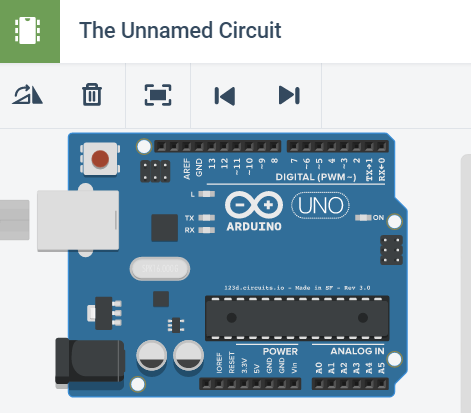 The Unnamed Circuit
AREF
GND
13
12
~11
~10
~9
8
7
~6
~5
4
~3
2
TX→1
RX←0
DIGITAL (PWM~)
L
TX
RX
ARDUINO
UNO
ON
123d.circuits.io - Made in SF - Rev 3.0
POWER
ANALOG IN
IOREF
RESET
3.3V
5V
GND
GND
Vin
A0
A1
A2
A3
A4
A5